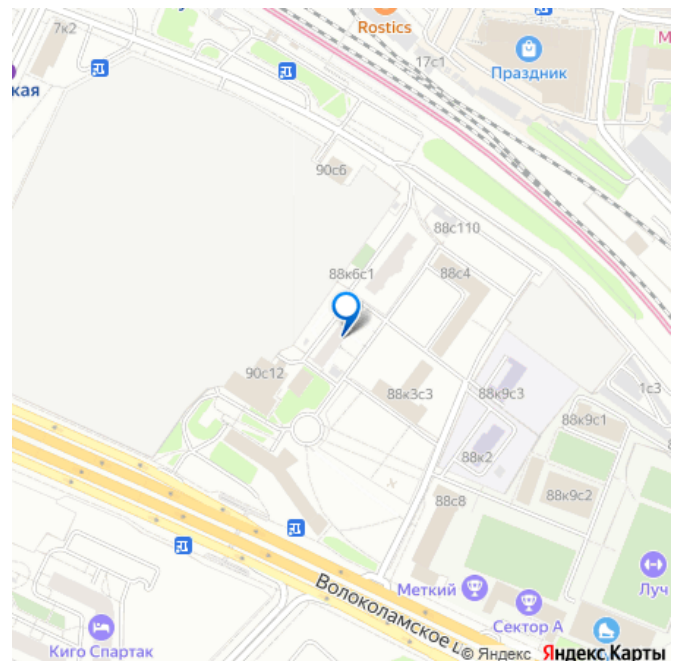 7к2
Rostics
17с1
Праздник
М
кая
90с6
88с110
88к6с1
88с4
90с12
88к3с3
88к9с3
1с3
88к9с1
88к2
88к9с2
88с8
Меткий
Луч
Волоколамское ш
Сектор А
Киго Спартак
© Яндекс Яндекс Карты